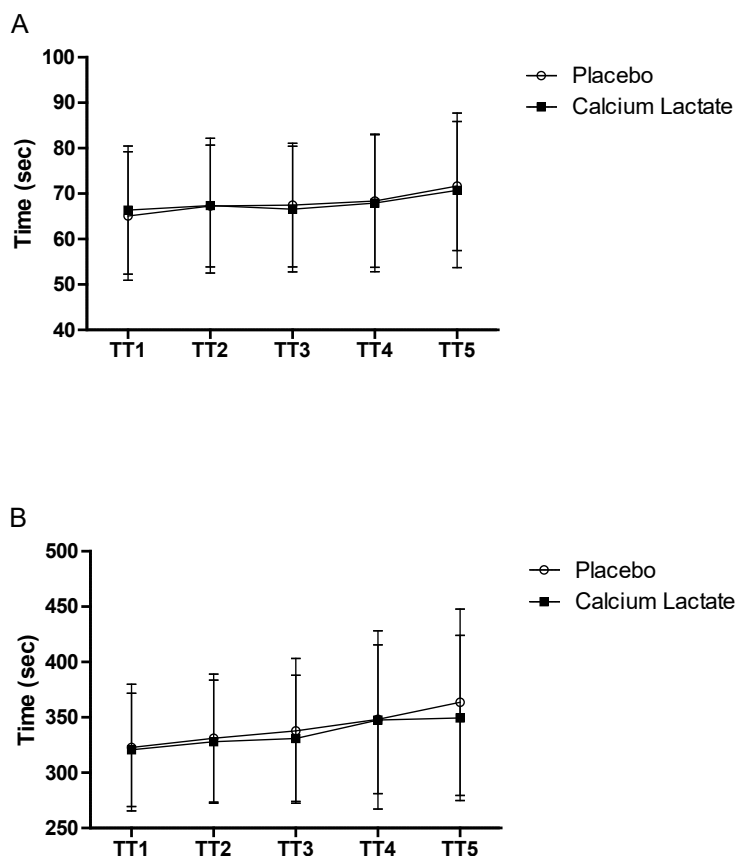 A
100
90
80
70
60
50
40
Time (sec)
TT1 TT2 TT3 TT4 TT5
Placebo
Calcium Lactate
B
500
450
400
350
300
250
Time (sec)
TT1 TT2 TT3 TT4 TT5
Placebo
Calcium Lactate